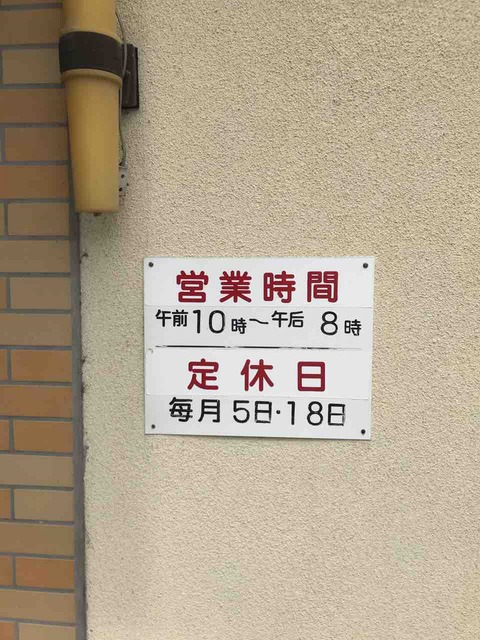 営業時間
午前10時〜午后 8時
定休日
毎月 5日·18日